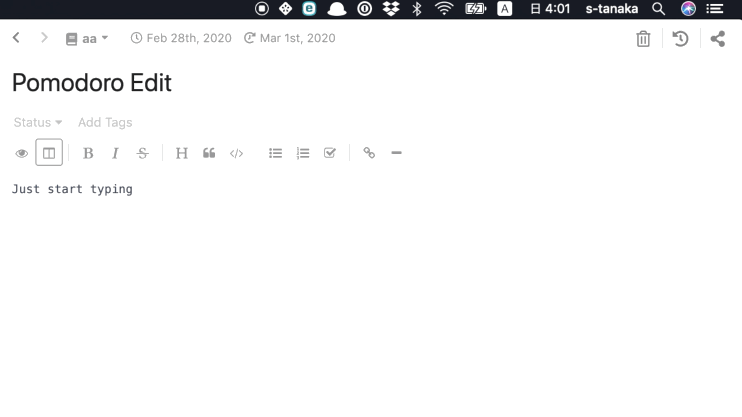 A 日 4:01 s-tanaka
aa Feb 28th, 2020 Mar 1st, 2020
Pomodoro Edit
Status Add Tags
B I S H </>
Just start typing